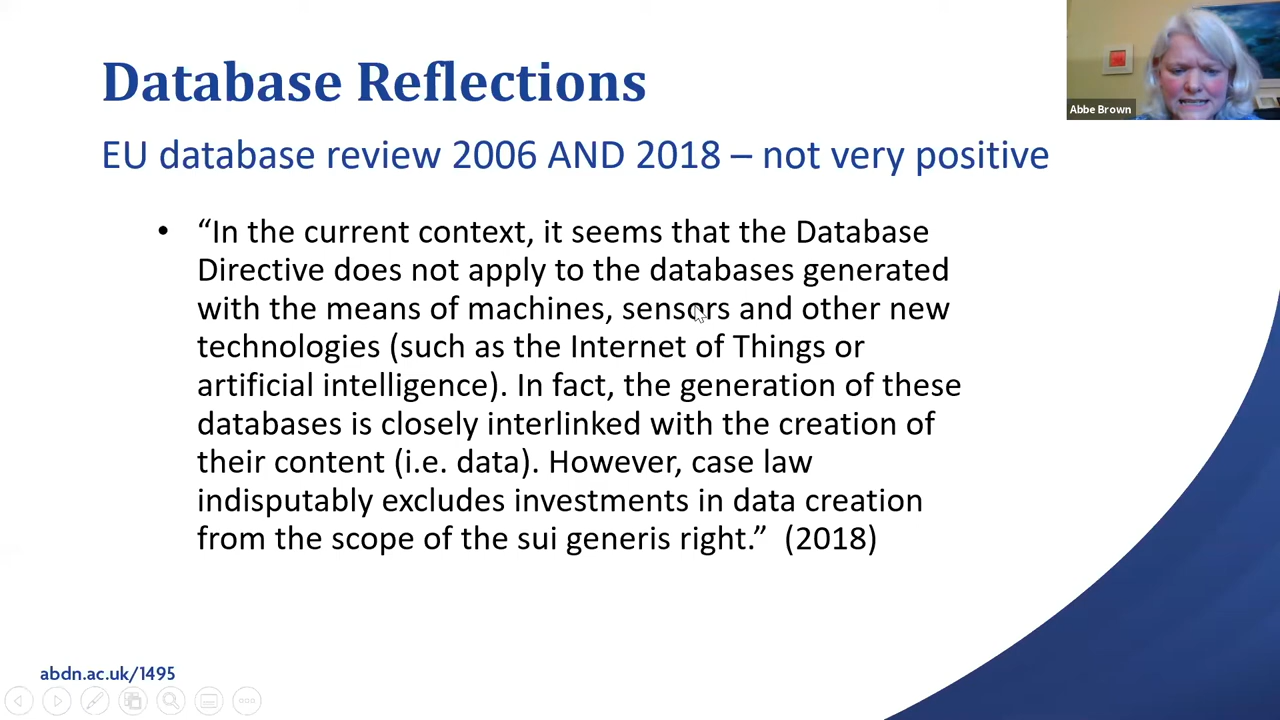 Database Reflections
Abbe Brown
EU database review 2006 AND 2018 – not very positive
• “In the current context, it seems that the Database
Directive does not apply to the databases generated
with the means of machines, sensors and other new
technologies (such as the Internet of Things or
artificial intelligence). In fact, the generation of these
databases is closely interlinked with the creation of
their content (i.e. data). However, case law
indisputably excludes investments in data creation
from the scope of the sui generis right.” (2018)
abdn.ac.uk/1495